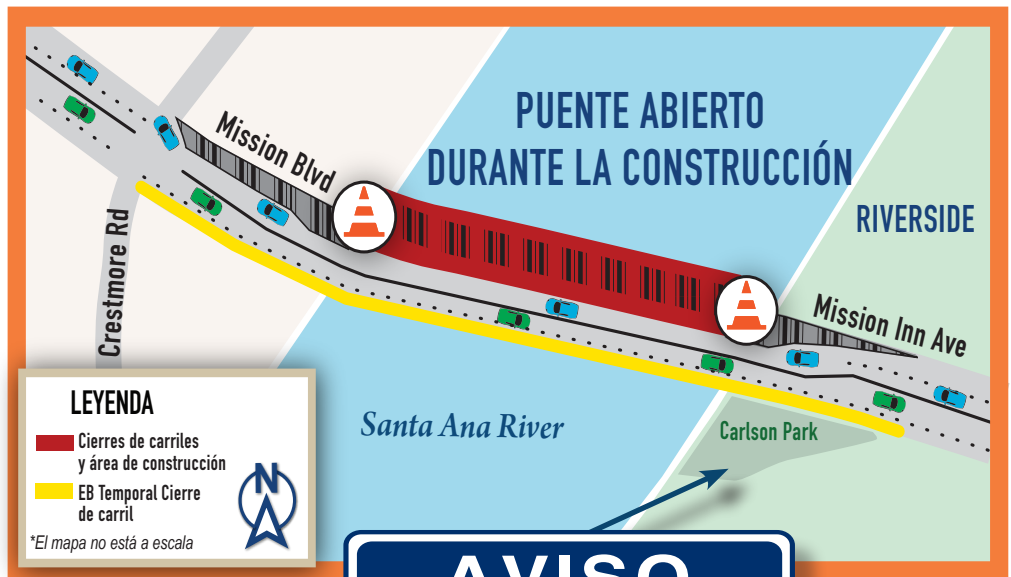 PUENTE ABIERTO
DURANTE LA CONSTRUCCIÓN
Mission Blvd
RIVERSIDE
Mission Inn Ave
Crestmore Rd
Santa Ana River
Carlson Park
LEYENDA
Cierres de carriles
y área de construcción
EB Temporal Cierre
de carril
N
*El mapa no está a escala
AVISO